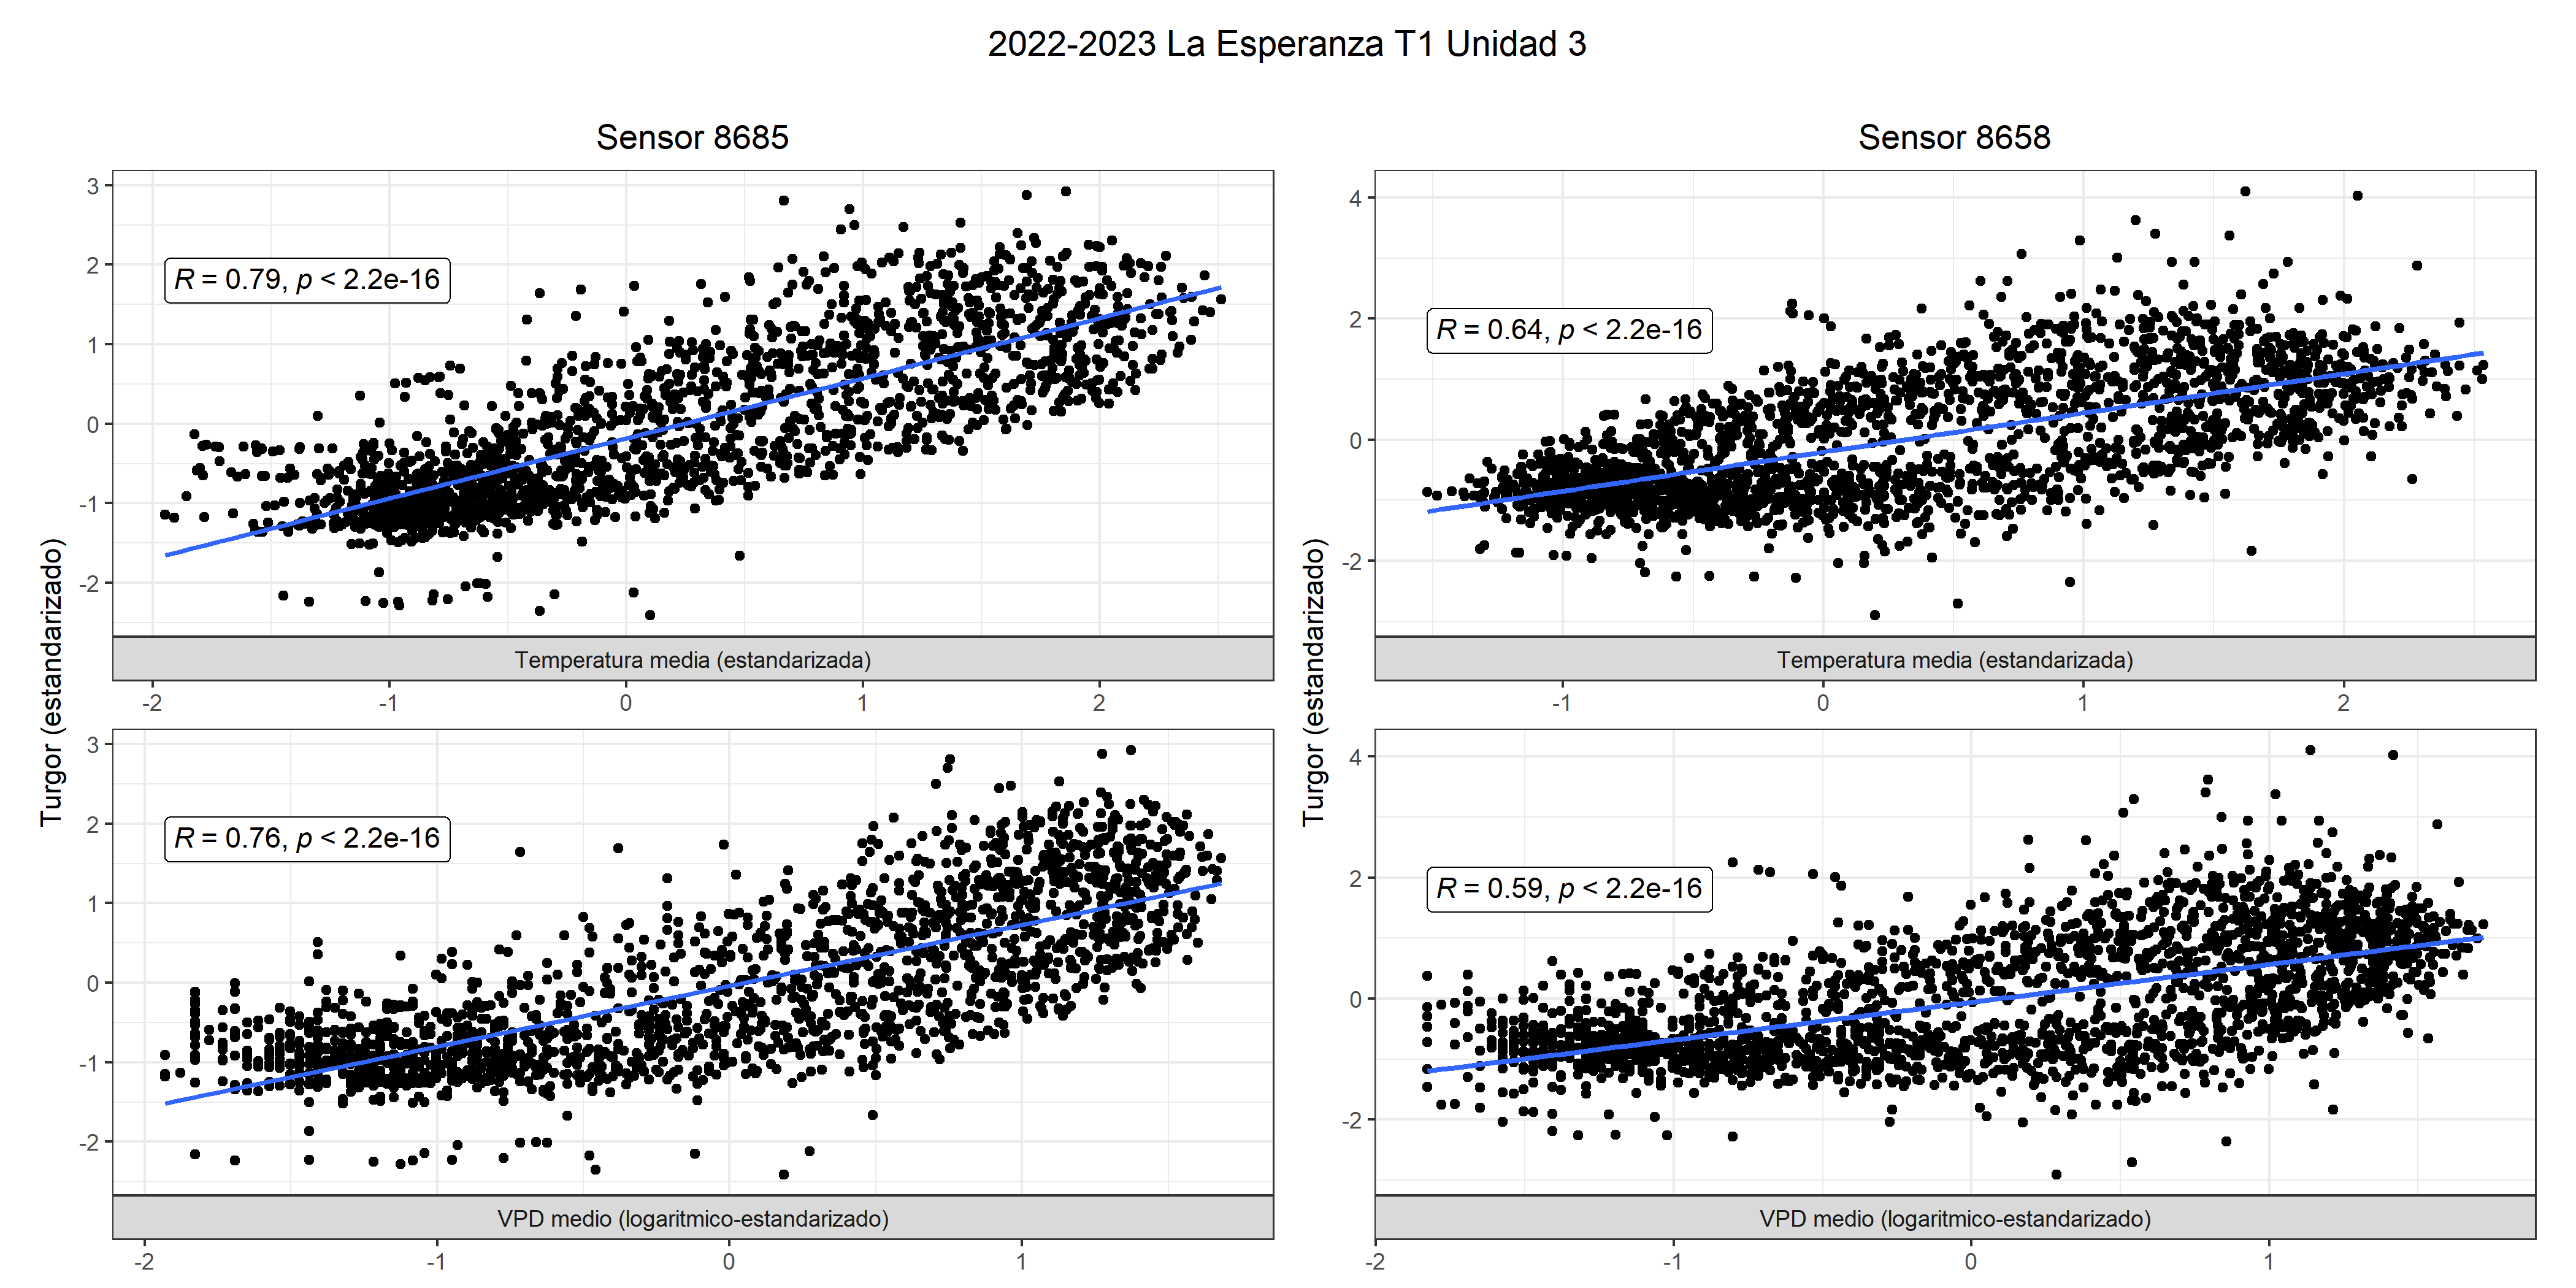 2022-2023 La Esperanza T1 Unidad 3
Sensor 8685
Sensor 8658
Turgor (estandarizado)
3
2
1
0
-1
-2
R = 0.79, p < 2.2e-16
Temperatura media (estandarizada)
-2
-1
0
1
2
3
2
1
0
-1
-2
R = 0.76, p < 2.2e-16
VPD medio (logaritmico-estandarizado)
-2
-1
0
1
Turgor (estandarizado)
4
2
0
-2
R = 0.64, p < 2.2e-16
Temperatura media (estandarizada)
-1
0
1
2
4
2
0
-2
R = 0.59, p < 2.2e-16
VPD medio (logaritmico-estandarizado)
-2
-1
0
1